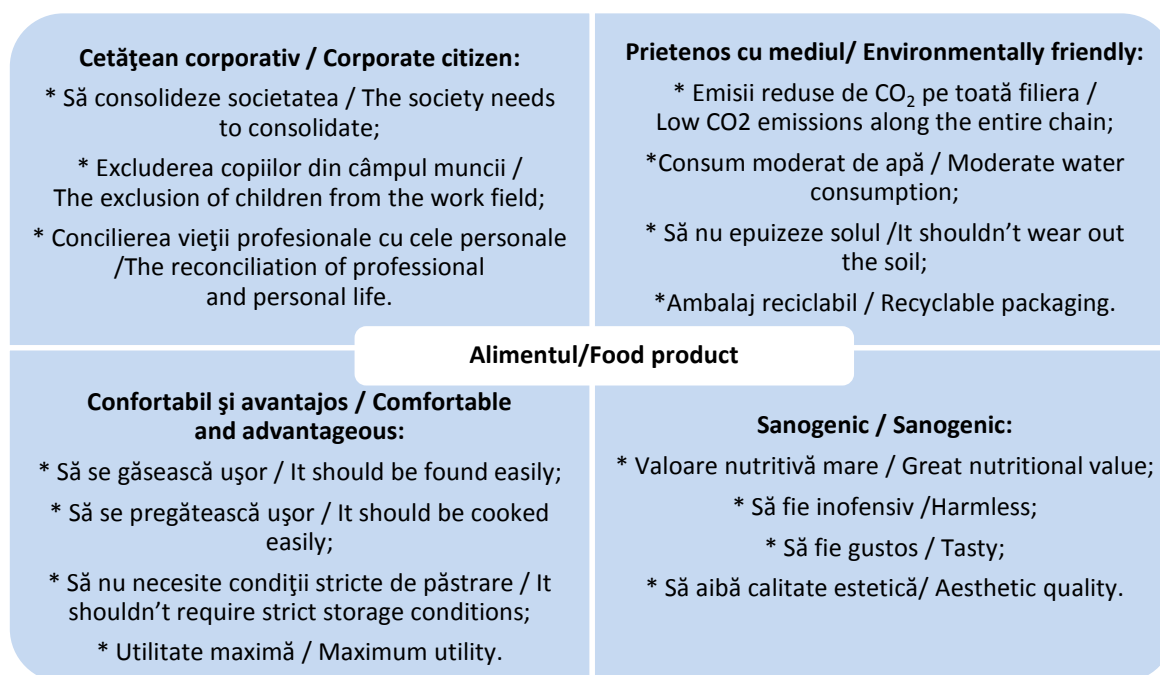 Cetăţean corporativ / Corporate citizen:
* Să consolideze societatea / The society needs
to consolidate;
* Excluderea copiilor din câmpul muncii /
The exclusion of children from the work field;
* Concilierea vieţii profesionale cu cele personale
/The reconciliation of professional
and personal life.
Prietenos cu mediul/ Environmentally friendly:
* Emisii reduse de CO₂ pe toată filiera /
Low CO2 emissions along the entire chain;
*Consum moderat de apă / Moderate water
consumption;
* Să nu epuizeze solul /It shouldn’t wear out
the soil;
*Ambalaj reciclabil / Recyclable packaging.
Alimentul/Food product
Confortabil şi avantajos / Comfortable
and advantageous:
* Să se găsească uşor / It should be found easily;
* Să se pregătească uşor / It should be cooked
easily;
* Să nu necesite condiţii stricte de păstrare / It
shouldn’t require strict storage conditions;
* Utilitate maximă / Maximum utility.
Sanogenic / Sanogenic:
* Valoare nutritivă mare / Great nutritional value;
* Să fie inofensiv /Harmless;
* Să fie gustos / Tasty;
* Să aibă calitate estetică/ Aesthetic quality.